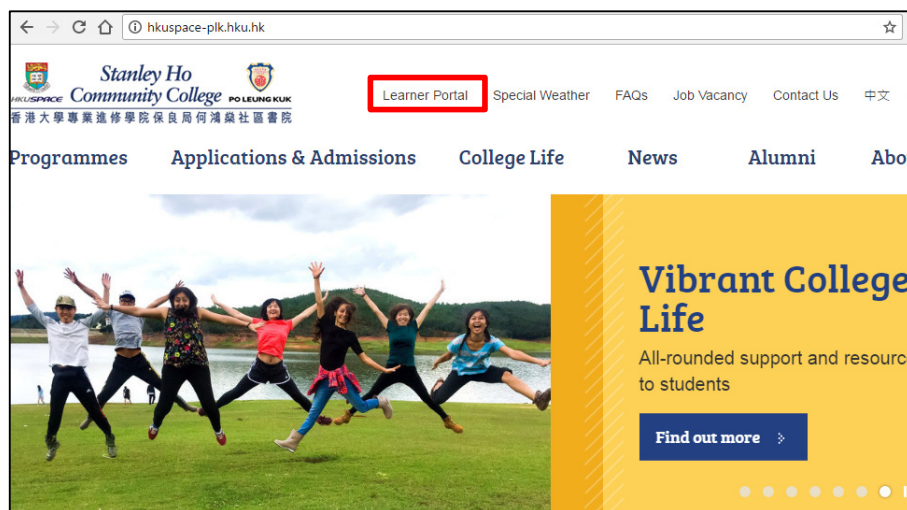 hkuspace-plk.hku.hk
Stanley Ho
HKUSPACE Community College PO LEUNG KUK
香港大學專業進修學院保良局何鴻燊社區書院
Learner Portal Special Weather FAQs Job Vacancy Contact Us 中文
Programmes Applications & Admissions College Life News Alumni Abo
Vibrant College
Life
All-rounded support and resourc
to students
Find out more